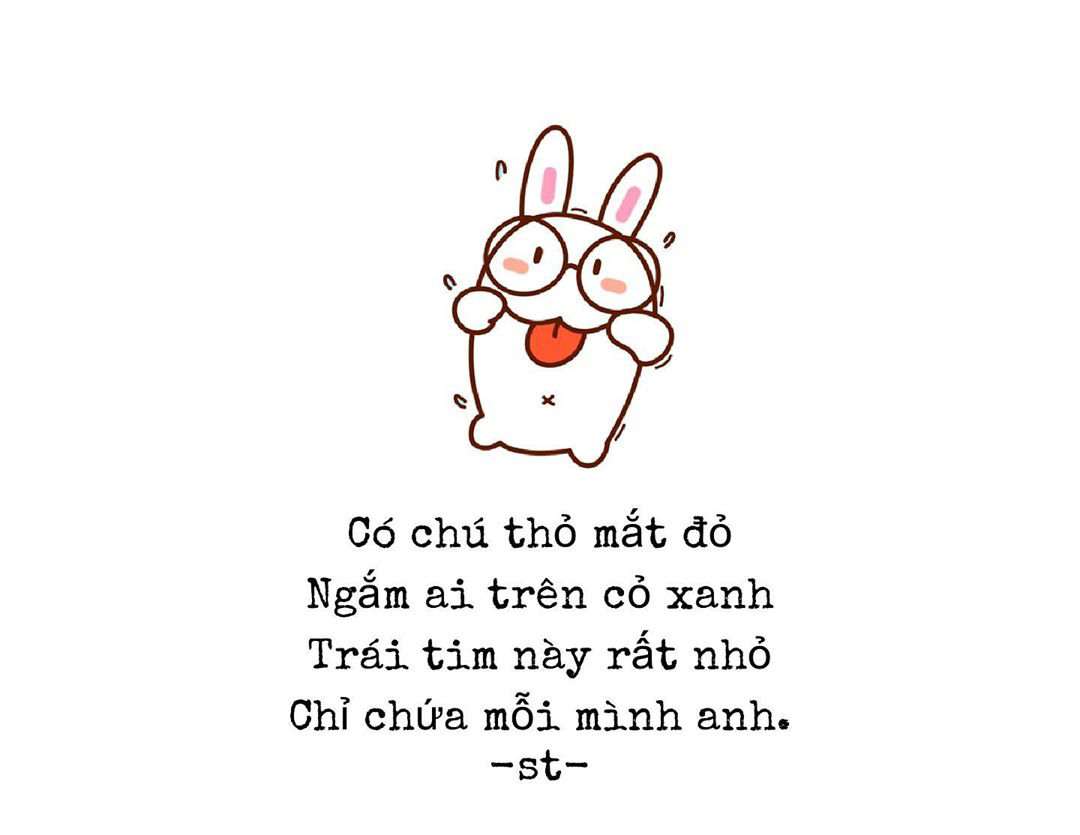 Có chú thỏ mắt đỏ
Ngắm ai trên cỏ xanh
Trái tim này rất nhỏ
Chỉ chứa mỗi mình anh.
-st-